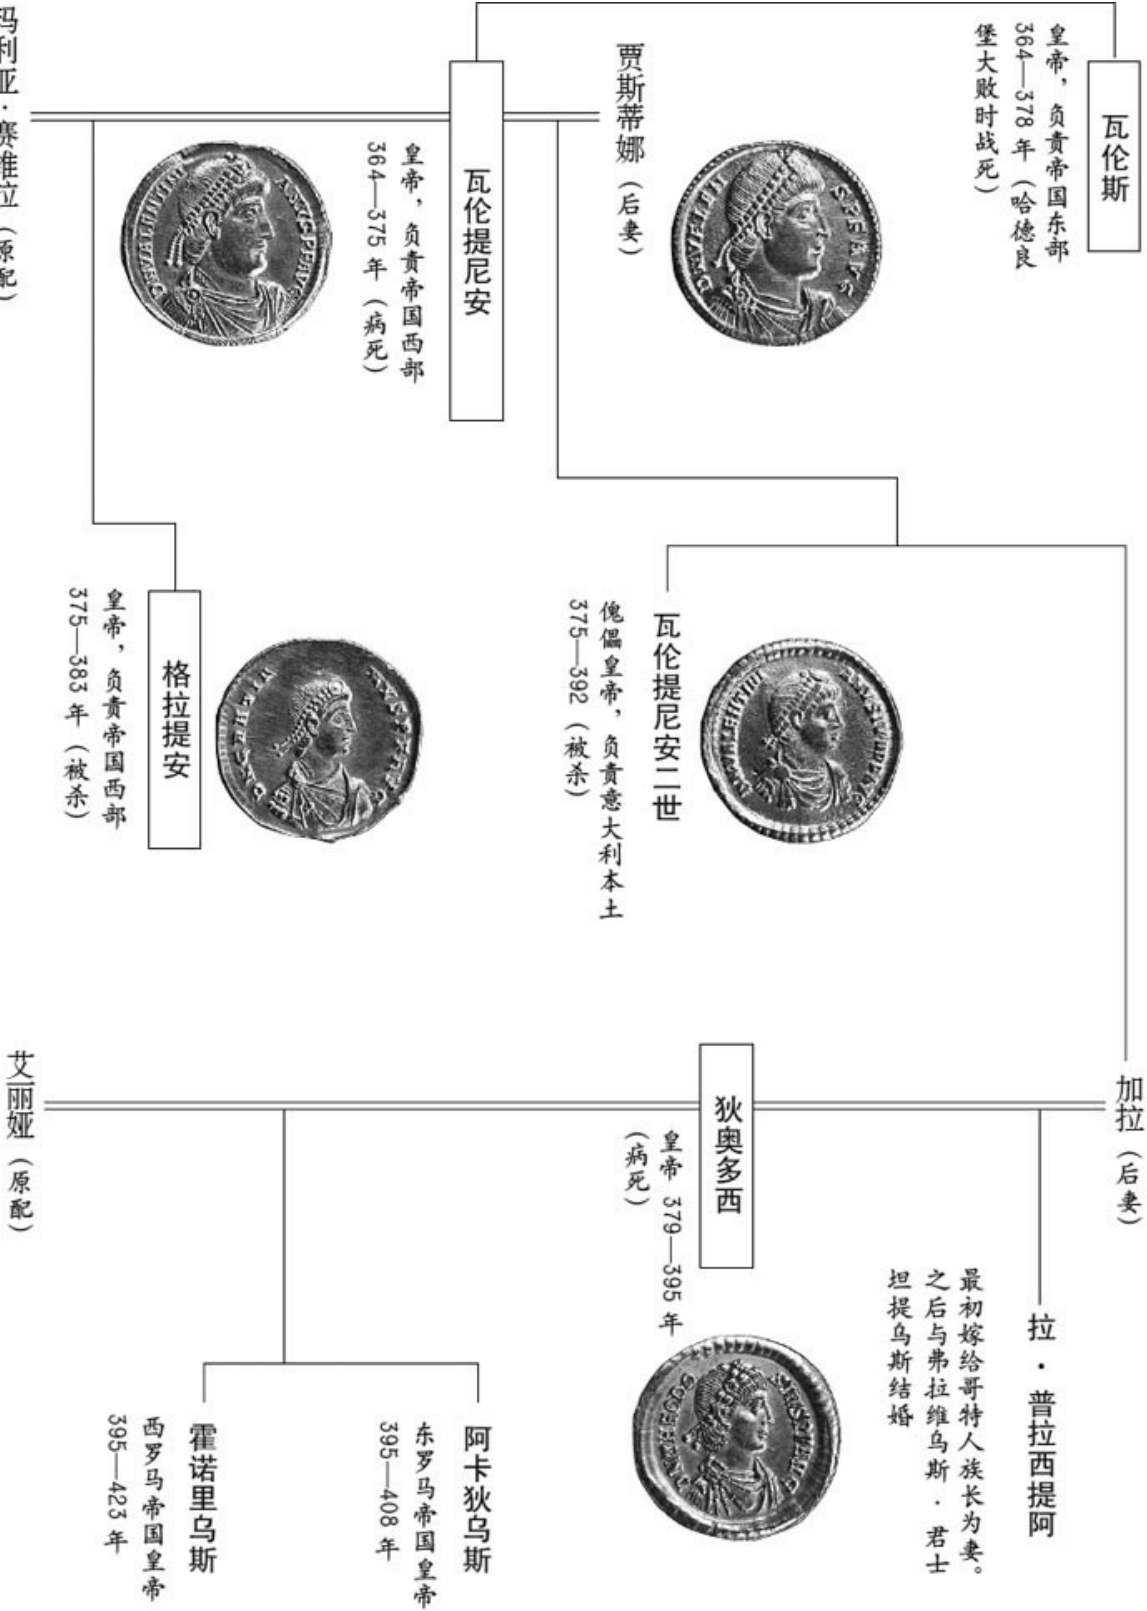 瓦伦斯
皇帝，负责帝国东部
364—378 年（哈德良
堡大败时战死）
贾斯蒂娜（后妻）
瓦伦提尼安
皇帝，负责帝国西部
364—375 年（病死）
玛利亚·赛维拉（原配）
瓦伦提尼安二世
傀儡皇帝，负责意大利本土
375—392（被杀）
格拉提安
皇帝，负责帝国西部
375—383 年（被杀）
加拉（后妻）
狄奥多西
皇帝 379—395 年
（病死）
艾丽娅（原配）
拉·普拉西提阿
最初嫁给哥特人族长为妻。
之后与弗拉维乌斯·君士
坦提乌斯结婚
阿卡狄乌斯
东罗马帝国皇帝
395—408 年
霍诺里乌斯
西罗马帝国皇帝
395—423 年